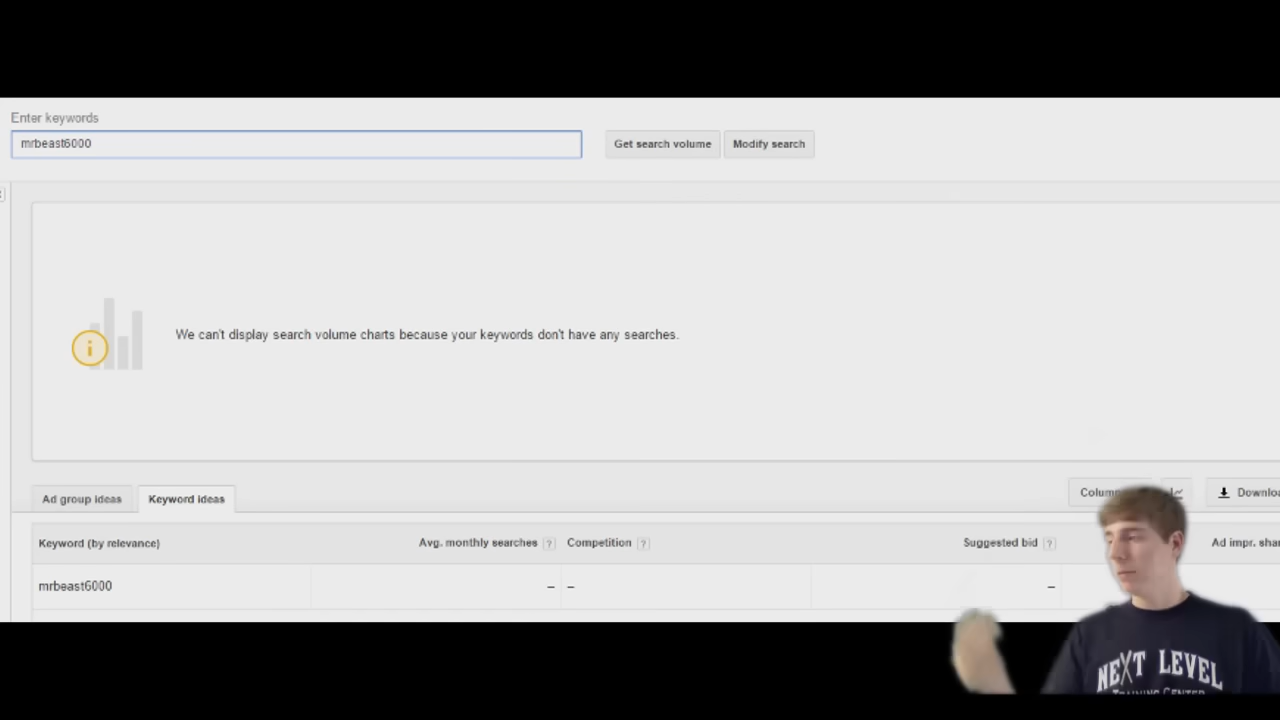 Enter keywords
mrbeast6000
Get search volume
Modify search
We can't display search volume charts because your keywords don't have any searches.
Ad group ideas
Keyword ideas
Keyword (by relevance)
Avg. monthly searches ?
Competition ?
Suggested bid ?
mrbeast6000
– – –
NEXT LEVEL
TRAINING CENTER